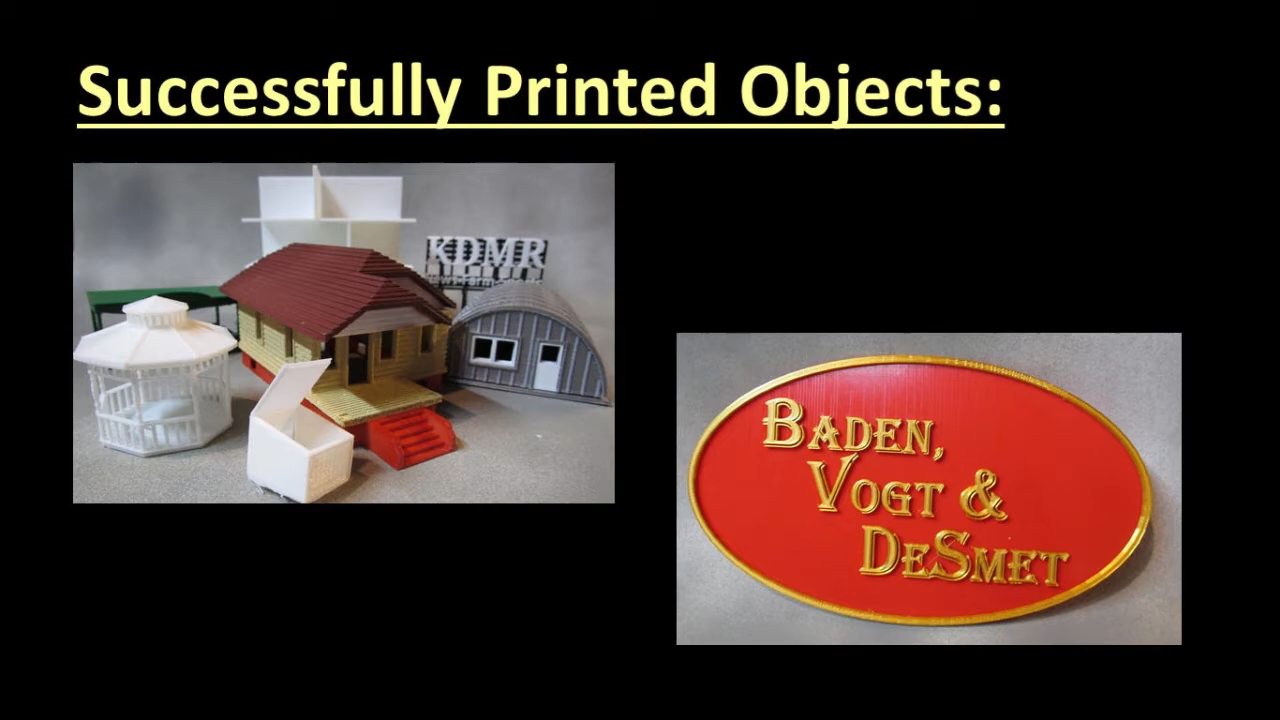 Successfully Printed Objects:
KDMR
BADEN,
VOGT &
DESMET